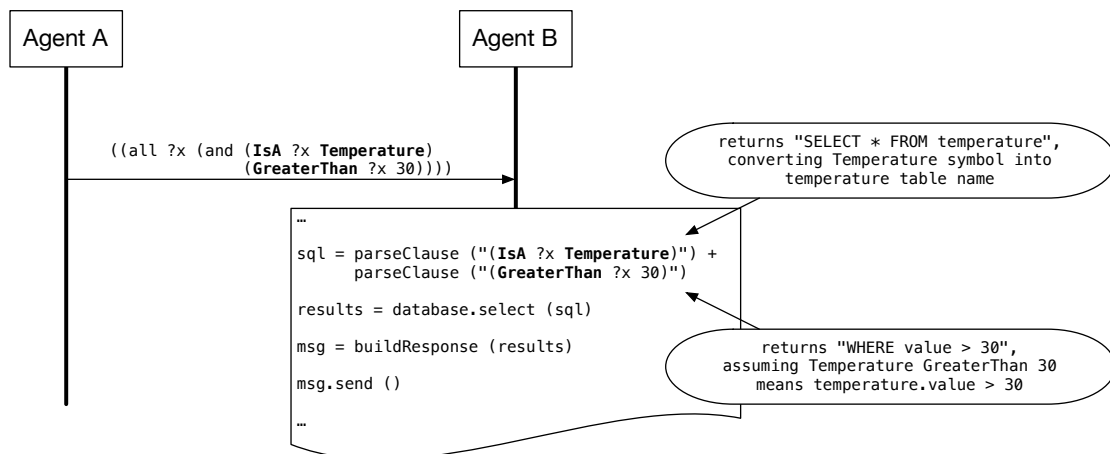 Agent A
Agent B
((all ?x (and (IsA ?x Temperature)
(GreaterThan ?x 30))))
returns "SELECT * FROM temperature",
converting Temperature symbol into
temperature table name
…
sql = parseClause ("(IsA ?x Temperature)") +
parseClause ("(GreaterThan ?x 30)")
results = database.select (sql)
msg = buildResponse (results)
msg.send ()
…
returns "WHERE value > 30",
assuming Temperature GreaterThan 30
means temperature.value > 30